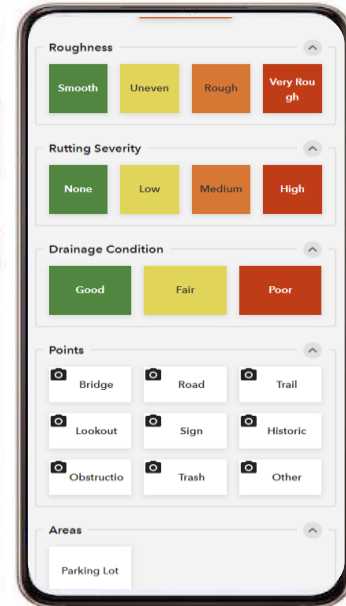 Roughness
Smooth Uneven Rough Very Rou
gh
Rutting Severity
None Low Medium High
Drainage Condition
Good Fair Poor
Points
Bridge Road Trail
Lookout Sign Historic
Obstructio Trash Other
Areas
Parking Lot